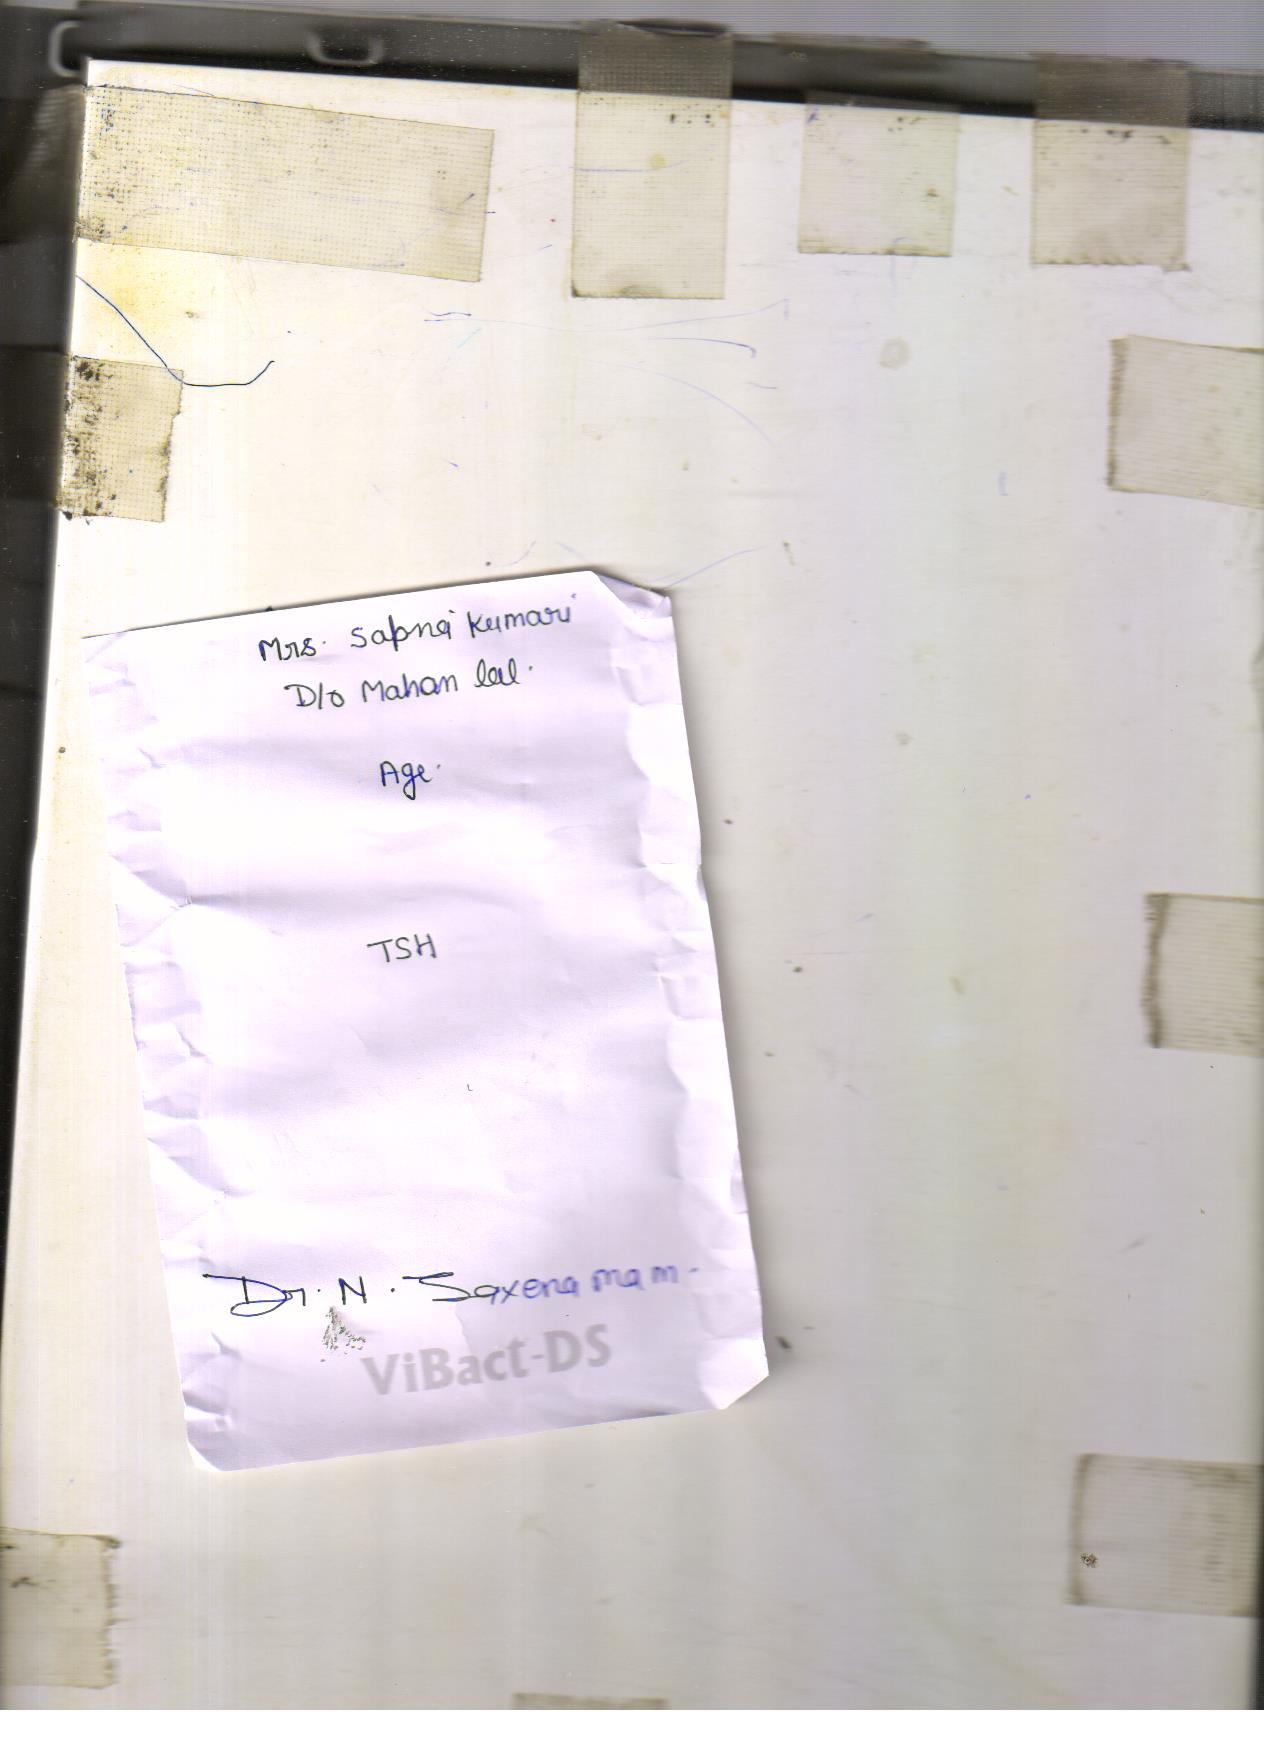 Mrs. Sapna Kumari
D/o Mahan lal.
Age.
TSH
Dr. N. Saxena mam-
ViBact-DS